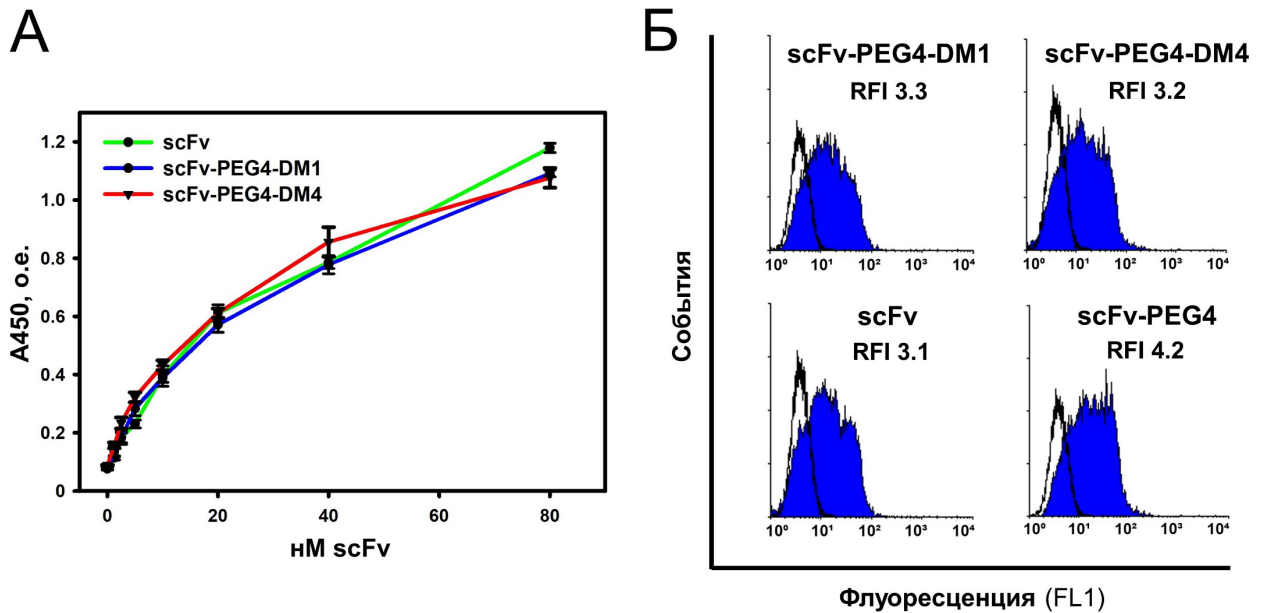 А
1.2
1.0
0.8
0.6
0.4
0.2
0
A450, о.е.
scFv
scFv-PEG4-DM1
scFv-PEG4-DM4
0
20
40
60
80
нМ scFv
Б
События
scFv-PEG4-DM1
RFI 3.3
10⁰ 10¹ 10² 10³ 10⁴
scFv-PEG4-DM4
RFI 3.2
10⁰ 10¹ 10² 10³ 10⁴
scFv
RFI 3.1
10⁰ 10¹ 10² 10³ 10⁴
scFv-PEG4
RFI 4.2
10⁰ 10¹ 10² 10³ 10⁴
Флуоресценция (FL1)